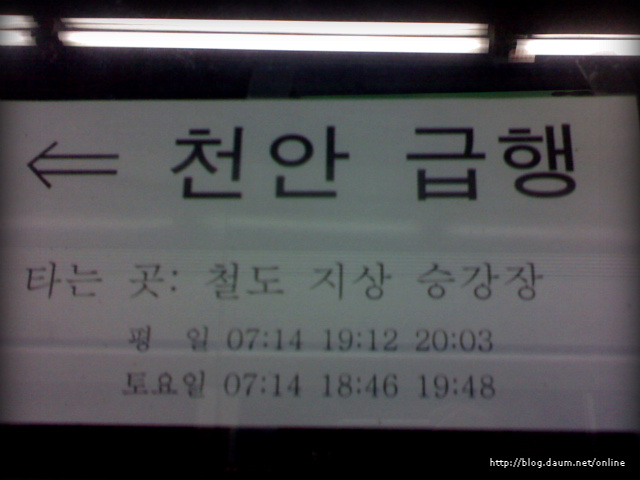 ⇐ 천안 급행
타는 곳: 철도 지상 승강장
평 일 07:14 19:12 20:03
토요일 07:14 18:46 19:48
http://blog.daum.net/online